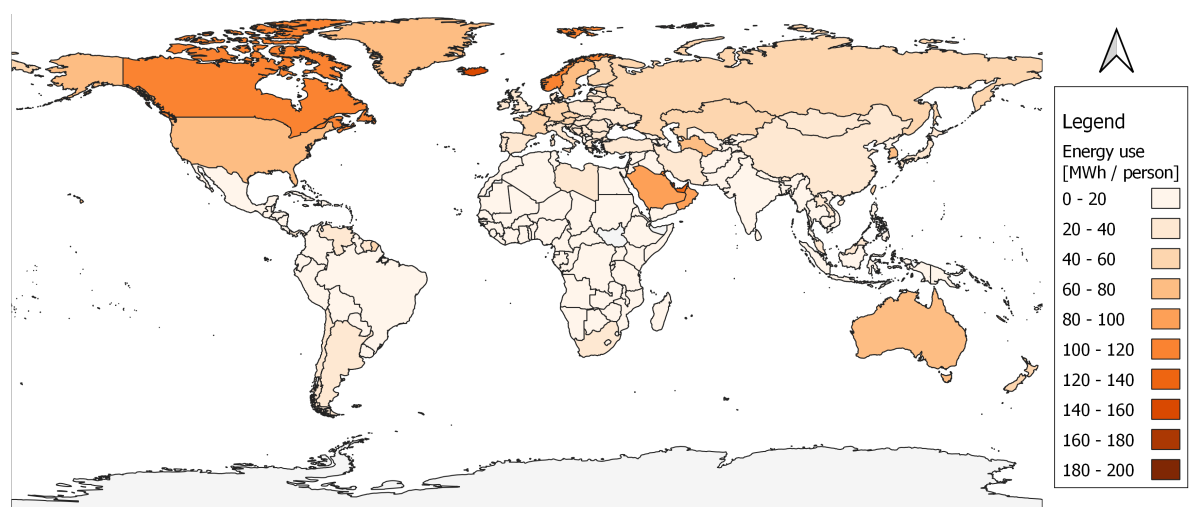 Legend
Energy use
[MWh / person]
0 - 20
20 - 40
40 - 60
60 - 80
80 - 100
100 - 120
120 - 140
140 - 160
160 - 180
180 - 200